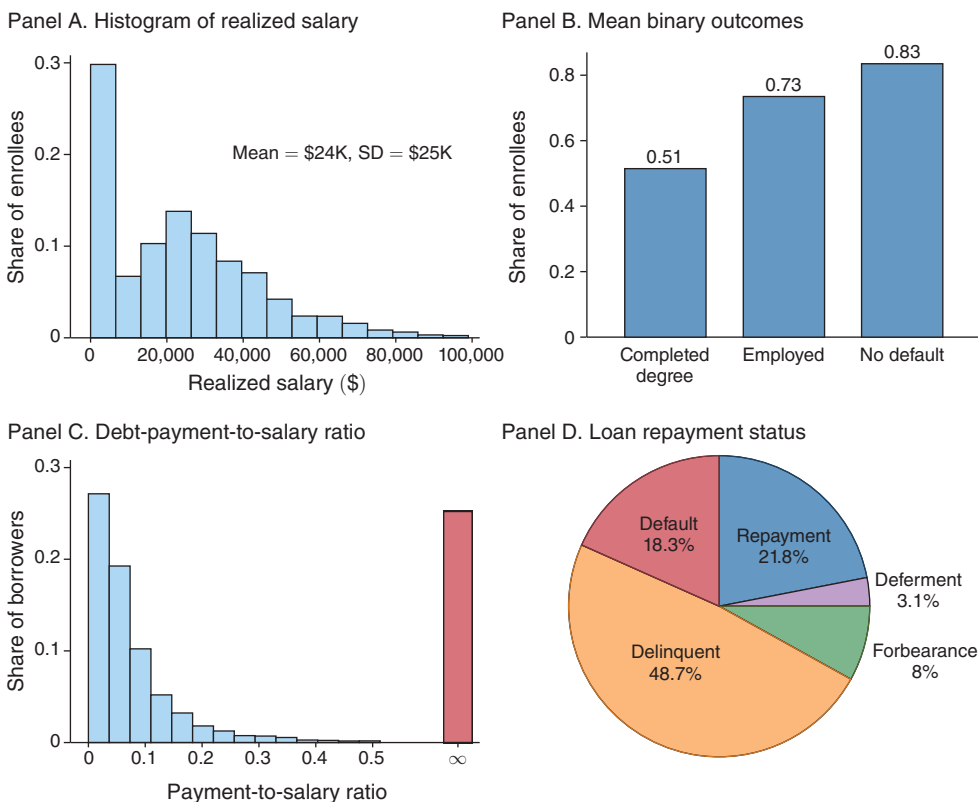 Panel A. Histogram of realized salary
Share of enrollees
0.3
0.2
0.1
0
Mean = $24K, SD = $25K
0 20,000 40,000 60,000 80,000 100,000
Realized salary ($)
Panel B. Mean binary outcomes
Share of enrollees
0.8
0.6
0.4
0.2
0
0.51
0.73
0.83
Completed
degree
Employed
No default
Panel C. Debt-payment-to-salary ratio
Share of borrowers
0.3
0.2
0.1
0
0 0.1 0.2 0.3 0.4 0.5 ∞
Payment-to-salary ratio
Panel D. Loan repayment status
Default
18.3%
Repayment
21.8%
Deferment
3.1%
Forbearance
8%
Delinquent
48.7%